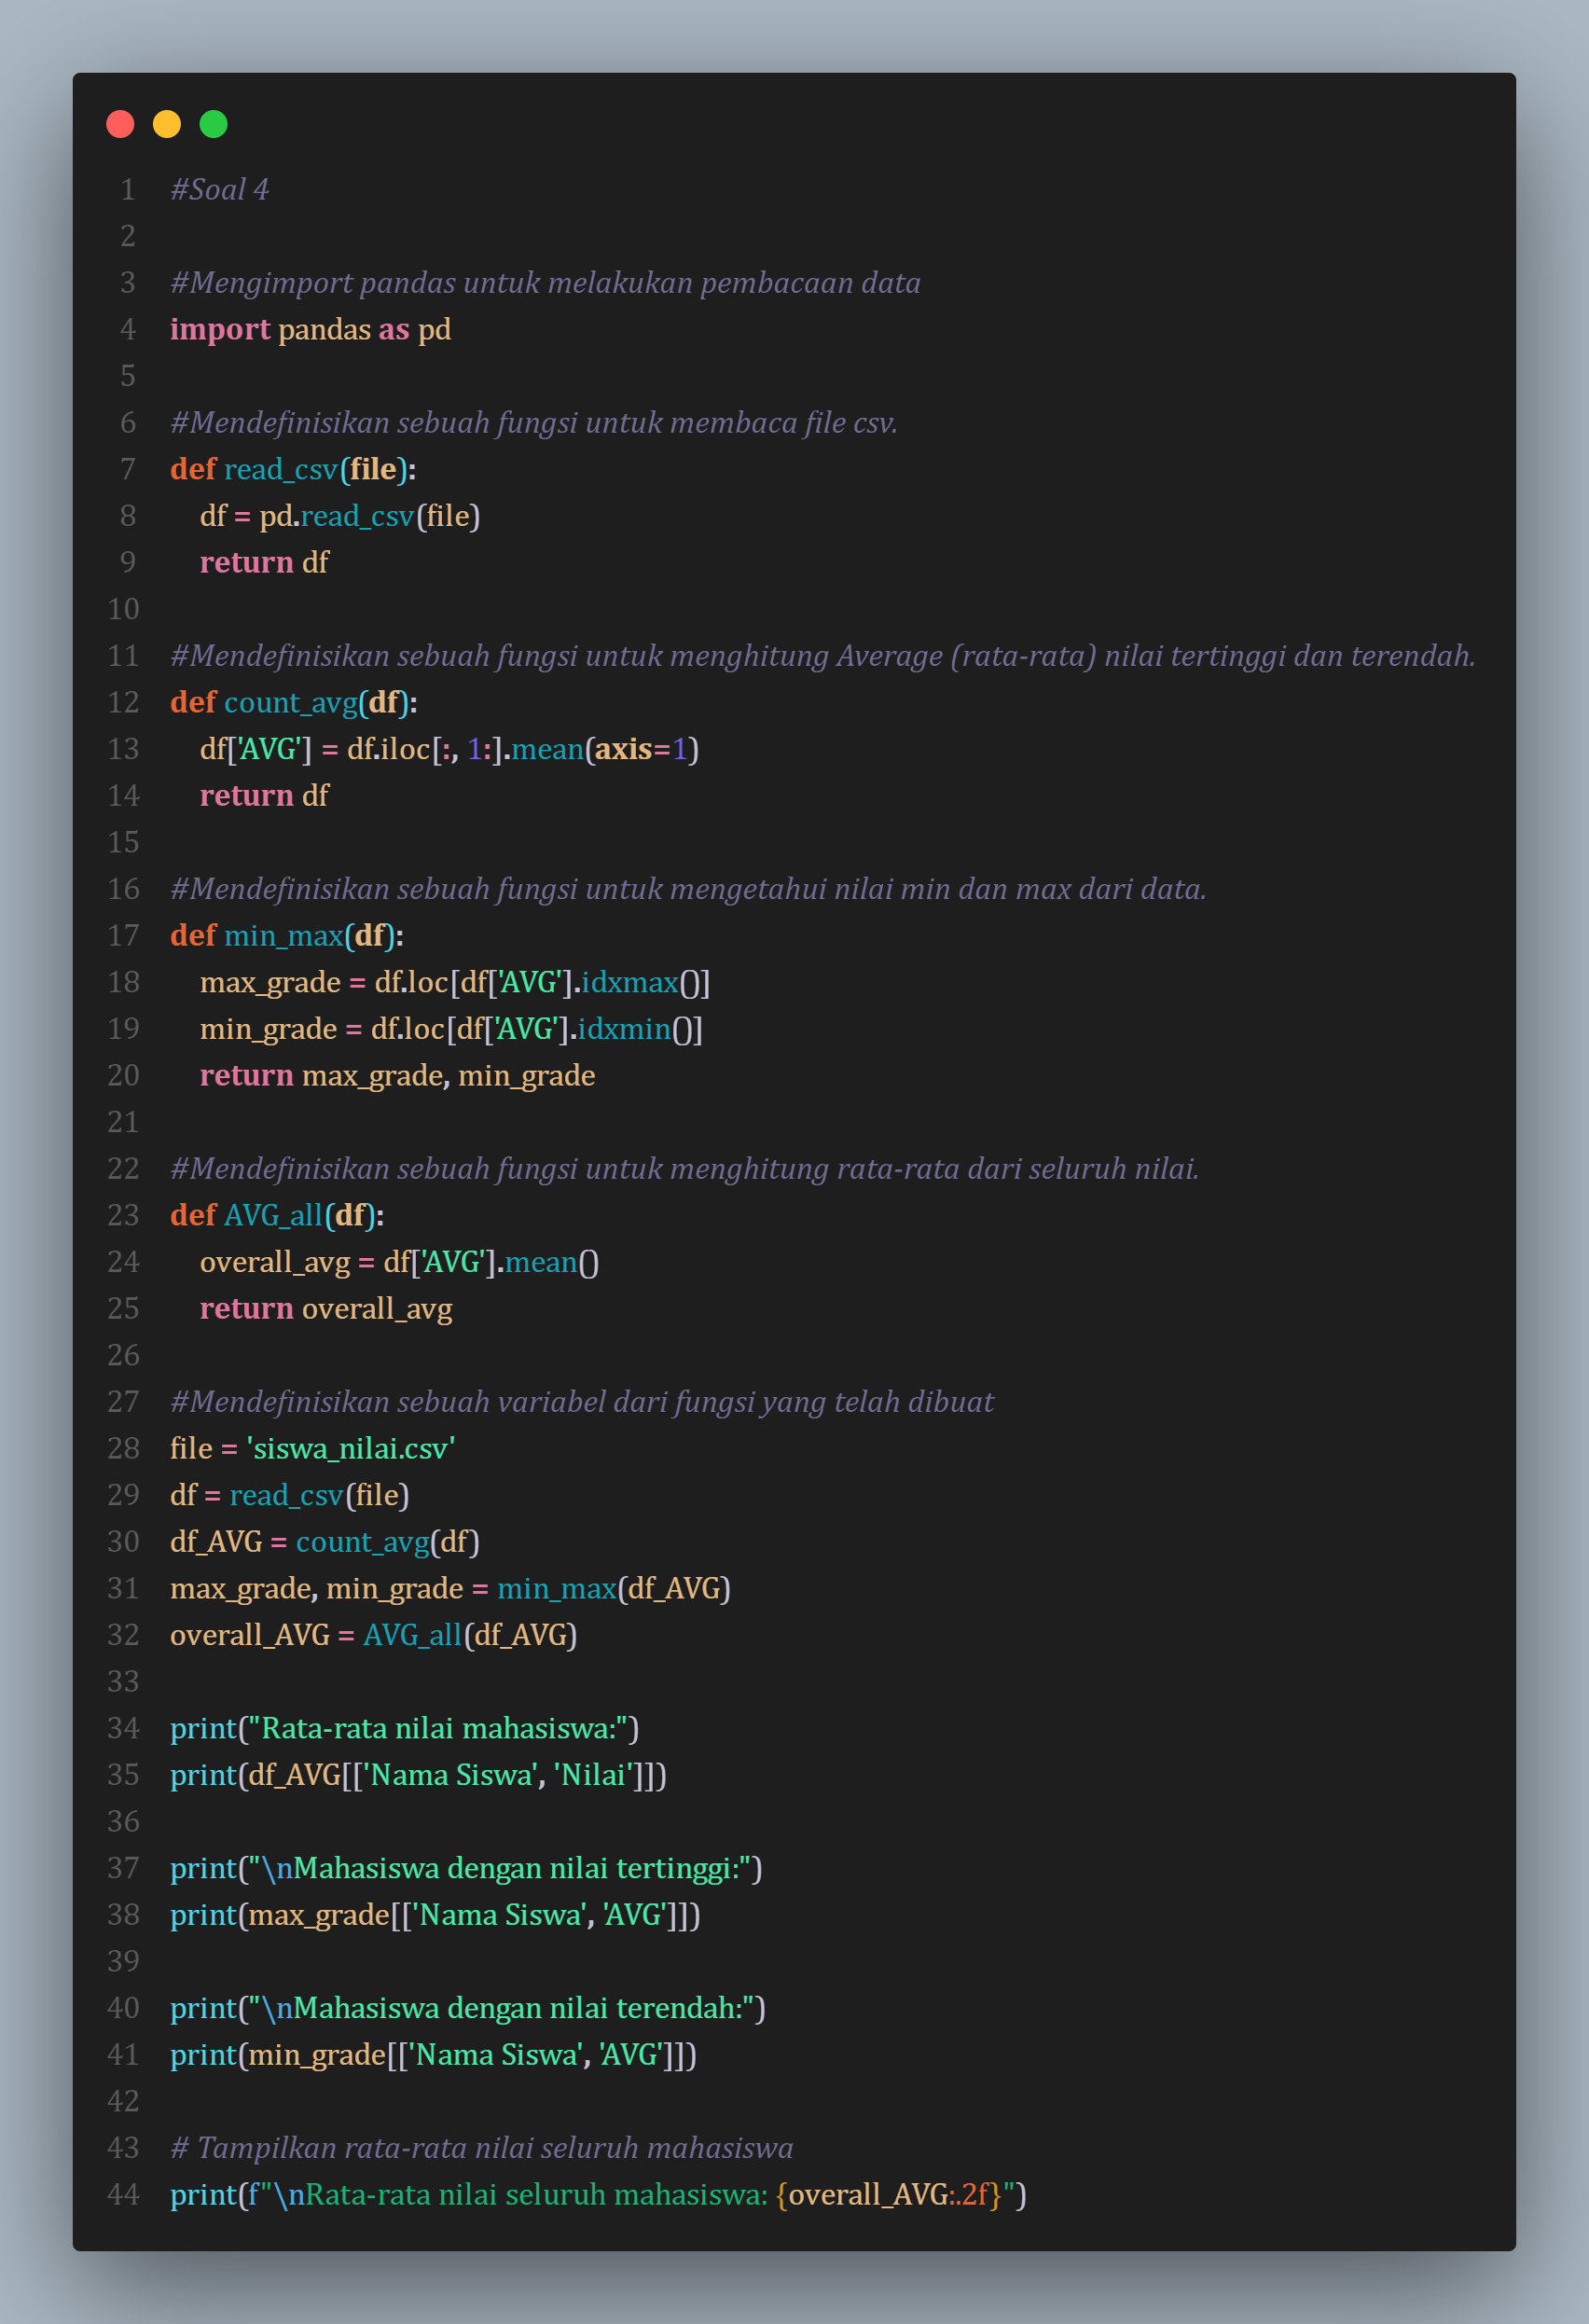 1 #Soal 4
2
3 #Mengimport pandas untuk melakukan pembacaan data
4 import pandas as pd
5
6 #Mendefinisikan sebuah fungsi untuk membaca file csv.
7 def read_csv(file):
8     df = pd.read_csv(file)
9     return df
10
11 #Mendefinisikan sebuah fungsi untuk menghitung Average (rata-rata) nilai tertinggi dan terendah.
12 def count_avg(df):
13     df['AVG'] = df.iloc[:, 1:].mean(axis=1)
14     return df
15
16 #Mendefinisikan sebuah fungsi untuk mengetahui nilai min dan max dari data.
17 def min_max(df):
18     max_grade = df.loc[df['AVG'].idxmax()]
19     min_grade = df.loc[df['AVG'].idxmin()]
20     return max_grade, min_grade
21
22 #Mendefinisikan sebuah fungsi untuk menghitung rata-rata dari seluruh nilai.
23 def AVG_all(df):
24     overall_avg = df['AVG'].mean()
25     return overall_avg
26
27 #Mendefinisikan sebuah variabel dari fungsi yang telah dibuat
28 file = 'siswa_nilai.csv'
29 df = read_csv(file)
30 df_AVG = count_avg(df)
31 max_grade, min_grade = min_max(df_AVG)
32 overall_AVG = AVG_all(df_AVG)
33
34 print("Rata-rata nilai mahasiswa:")
35 print(df_AVG[['Nama Siswa', 'Nilai']])
36
37 print("\nMahasiswa dengan nilai tertinggi:")
38 print(max_grade[['Nama Siswa', 'AVG']])
39
40 print("\nMahasiswa dengan nilai terendah:")
41 print(min_grade[['Nama Siswa', 'AVG']])
42
43 # Tampilkan rata-rata nilai seluruh mahasiswa
44 print(f"\nRata-rata nilai seluruh mahasiswa: {overall_AVG:.2f}")